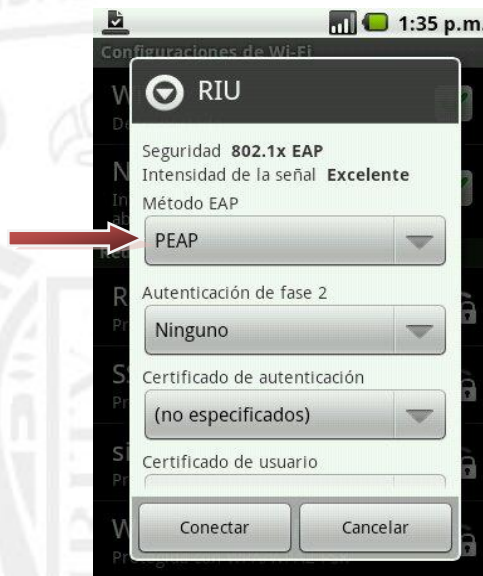 1:35 p.m.
Configuraciones de Wi-Fi
RIU
Seguridad 802.1x EAP
Intensidad de la señal Excelente
Método EAP
PEAP
Autenticación de fase 2
Ninguno
Certificado de autenticación
(no especificados)
Certificado de usuario
Conectar
Cancelar